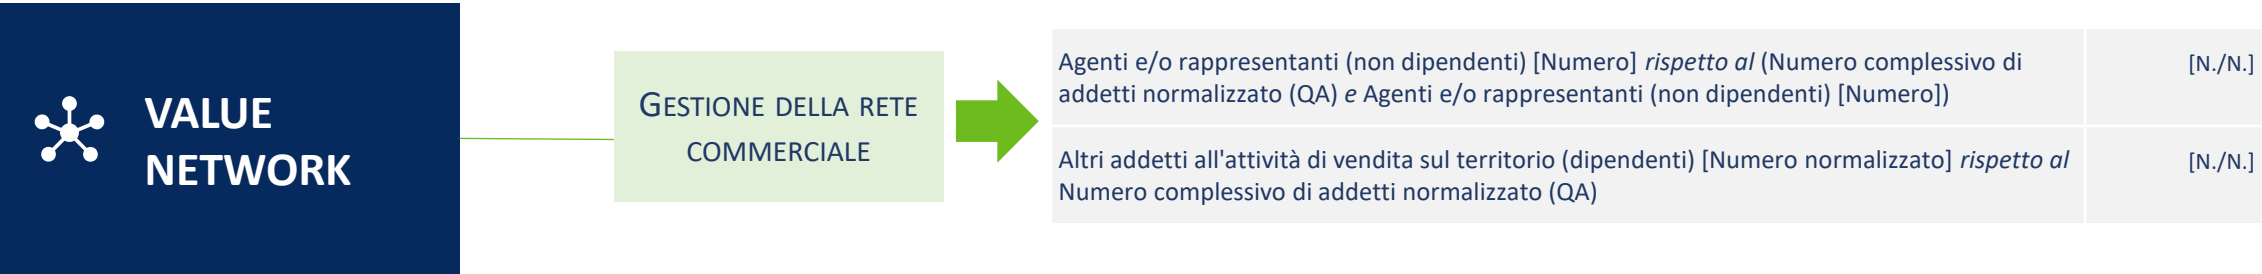 VALUE
NETWORK
GESTIONE DELLA RETE
COMMERCIALE
Agenti e/o rappresentanti (non dipendenti) [Numero] rispetto al (Numero complessivo di
addetti normalizzato (QA) e Agenti e/o rappresentanti (non dipendenti) [Numero])
[N./N.]
Altri addetti all'attività di vendita sul territorio (dipendenti) [Numero normalizzato] rispetto al
Numero complessivo di addetti normalizzato (QA)
[N./N.]